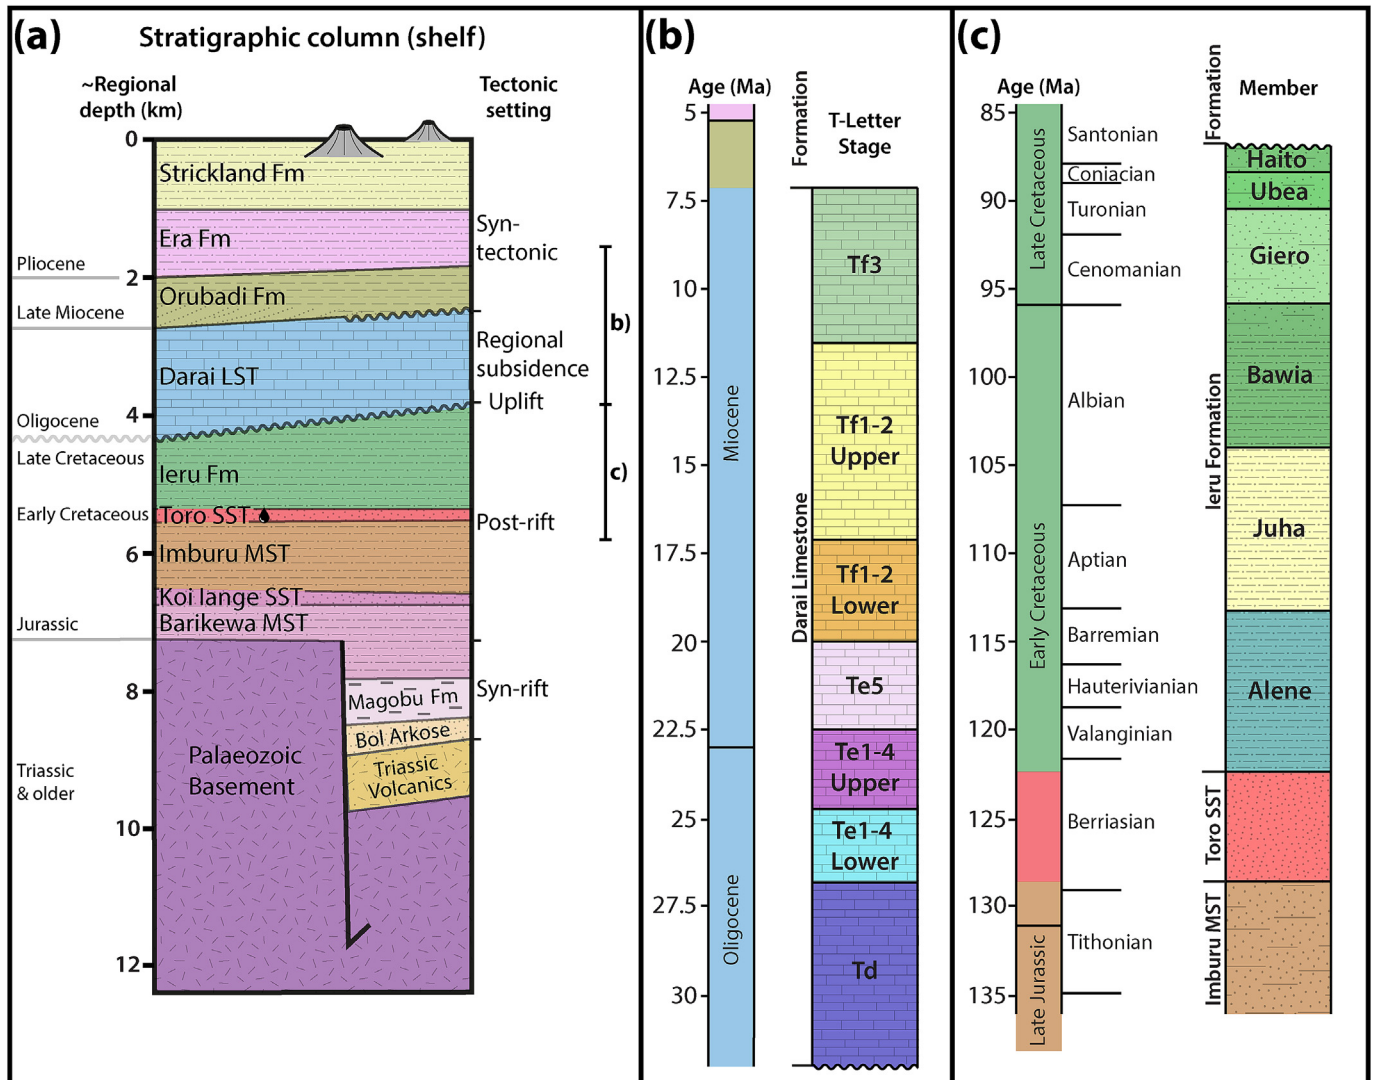 (a)
Stratigraphic column (shelf)
~Regional
depth (km)
Tectonic
setting
0
2
4
6
8
10
12
Pliocene
Late Miocene
Oligocene
Late Cretaceous
Early Cretaceous
Jurassic
Triassic
& older
Strickland Fm
Era Fm
Orubadi Fm
Darai LST
Ieru Fm
Toro SST
Imburu MST
Koi Iange SST
Barikewa MST
Magobu Fm
Bol Arkose
Triassic
Volcanics
Palaeozoic
Basement
Syn-
tectonic
Regional
subsidence
Uplift
Post-rift
Syn-rift
b)
c)
(b)
Age (Ma)
Formation
T-Letter
Stage
5
7.5
10
12.5
15
17.5
20
22.5
25
27.5
30
Miocene
Oligocene
Darai Limestone
Tf3
Tf1-2
Upper
Tf1-2
Lower
Te5
Te1-4
Upper
Te1-4
Lower
Td
(c)
Age (Ma)
Formation
Member
85
90
95
100
105
110
115
120
125
130
135
Late Cretaceous
Early Cretaceous
Late Jurassic
Santonian
Coniacian
Turonian
Cenomanian
Albian
Aptian
Barremian
Hauterivianian
Valanginian
Berriasian
Tithonian
Ieru Formation
Toro SST
Imburu MST
Haito
Ubea
Giero
Bawia
Juha
Alene